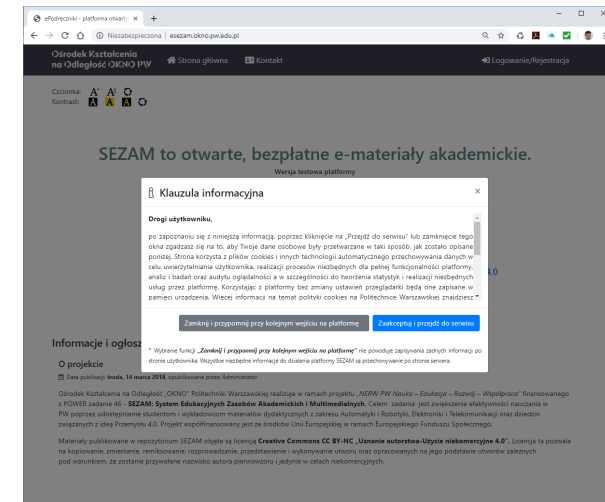 ePodręczniki - platforma otwart
Niezabezpieczona | esezam.okno.pw.edu.pl
Ośrodek Kształcenia
na Odległość OKNO PW
Strona główna
Kontakt
Logowanie/Rejestracja
Czcionka: A A
Kontrast: A A A
SEZAM to otwarte, bezpłatne e-materiały akademickie.
Wersja testowa platformy
Klauzula informacyjna
Drogi użytkowniku,
po zapoznaniu się z niniejszą informacją, poprzez kliknięcie na „Przejdź do serwisu" lub zamknięcie tego
okna zgadzasz się na to, aby Twoje dane osobowe były przetwarzane w taki sposób, jak zostało opisane
poniżej. Strona korzysta z plików cookies i innych technologii automatycznego przechowywania danych w
celu uwierzytelniania użytkownika, realizacji procesów niezbędnych dla pełnej funkcjonalności platformy,
analiz i badań oraz audytu oglądalności a w szczególności do tworzenia statystyk i realizacji niezbędnych
usług przez platformę. Korzystając z platformy bez zmiany ustawień przeglądarki będą one zapisane w
pamięci urządzenia. Więcej informacji na temat polityki cookies na Politechnice Warszawskiej znajdziesz
.0
Zamknij i przypomnij przy kolejnym wejściu na platformę
Zaakceptuj i przejdź do serwisu
* Wybranie funkcji „Zamknij i przypomnij przy kolejnym wejściu na platformę" nie powoduje zapisywania żadnych informacji po
stronie użytkownika. Wszystkie niezbędne informacje do działania platformy SEZAM są przechowywanie po stronie serwera.
Informacje i ogłosz
O projekcie
Data publikacji: środa, 14 marca 2018, opublikowane przez: Administrator
Ośrodek Kształcenia na Odległość „OKNO" Politechniki Warszawskiej realizuje w ramach projektu „NERW PW Nauka – Edukacja – Rozwój – Współpraca" finansowanego
z POWER zadanie 46 - SEZAM: System Edukacyjnych Zasobów Akademickich i Multimedialnych. Celem zadania jest zwiększenie efektywności nauczania w
PW poprzez udostępnienie studentom i wykładowcom materiałów dydaktycznych z zakresu Automatyki i Robotyki, Elektroniki i Telekomunikacji oraz dziedzin
związanych z ideą Przemysłu 4.0. Projekt współfinansowany jest ze środków Unii Europejskiej w ramach Europejskiego Funduszu Społecznego.
Materiały publikowane w repozytorium SEZAM objęte są licencją Creative Commons CC BY-NC „Uznanie autorstwa-Użycie niekomercyjne 4.0". Licencja ta pozwala
na kopiowanie, zmienianie, remiksowanie, rozprowadzanie, przedstawienie i wykonywanie utworu oraz opracowanych na jego podstawie utworów zależnych
pod warunkiem, że zostanie przywołane nazwisko autora pierwowzoru i jedynie w celach niekomercyjnych.